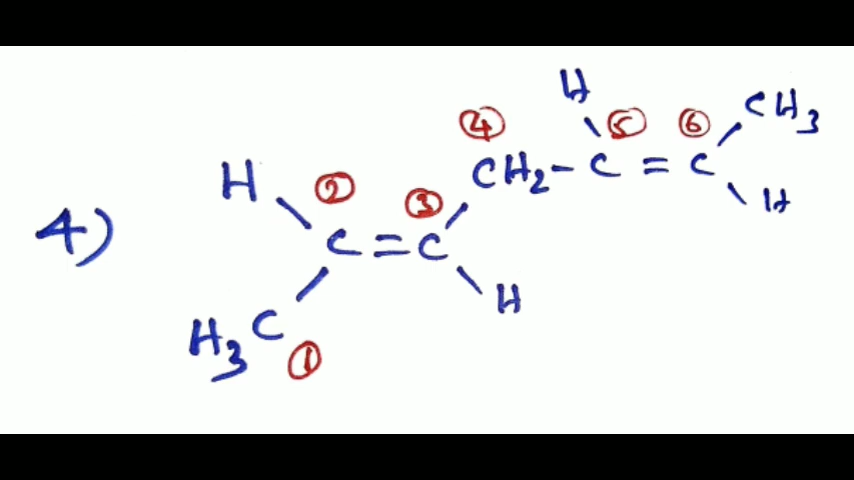 H CH3
④ ⑤ ⑥
H ② CH2-C=C
③ H
4) C=C
H
H3C
①